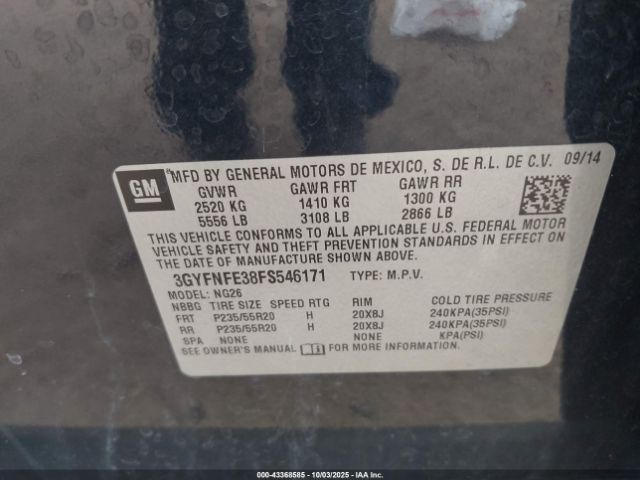 GM
"MFD BY GENERAL MOTORS DE MEXICO, S. DE R.L. DE C.V. 09/14
GVWR GAWR FRT GAWR RR
2520 KG 1410 KG 1300 KG
5556 LB 3108 LB 2866 LB
THIS VEHICLE CONFORMS TO ALL APPLICABLE U.S. FEDERAL MOTOR
VEHICLE SAFETY AND THEFT PREVENTION STANDARDS IN EFFECT ON
THE DATE OF MANUFACTURE SHOWN ABOVE.
3GYFNFE38FS546171 TYPE: M.P.V.
MODEL: NG26
NBBG TIRE SIZE SPEED RTG RIM COLD TIRE PRESSURE
FRT P235/55R20 H 20X8J 240KPA(35PSI)
RR P235/55R20 H 20X8J 240KPA(35PSI)
SPA NONE NONE KPA(PSI)
SEE OWNER'S MANUAL FOR MORE INFORMATION.
000-43368585 - 10/03/2025 - COPYRIGHT IAA, INC.